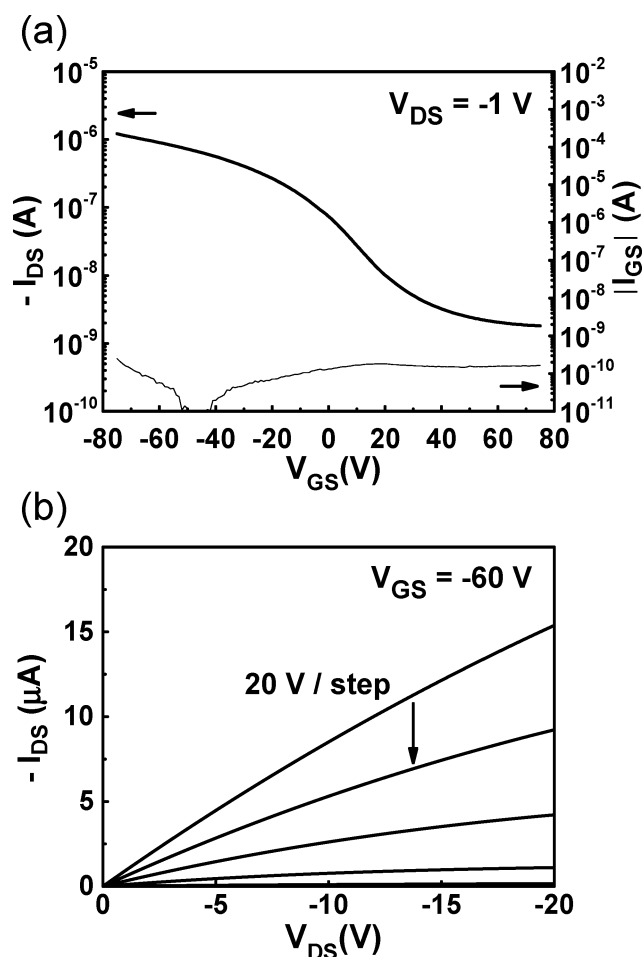 (a)
10⁻⁵
10⁻⁶
10⁻⁷
10⁻⁸
10⁻⁹
10⁻¹⁰
- I_DS (A)
V_DS = -1 V
10⁻²
10⁻³
10⁻⁴
10⁻⁵
10⁻⁶
10⁻⁷
10⁻⁸
10⁻⁹
10⁻¹⁰
10⁻¹¹
|I_GS| (A)
-80 -60 -40 -20 0 20 40 60 80
V_GS(V)
(b)
20
15
10
5
0
- I_DS (μA)
V_GS = -60 V
20 V / step
0 -5 -10 -15 -20
V_DS(V)